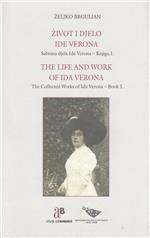 ŽELJKO BRGULJAN
ŽIVOT I DJELO
IDE VERONA
Sabrana djela Ide Verona – Knjiga I.
THE LIFE AND WORK
OF IDA VERONA
The Collected Works of Ida Verona – Book I.